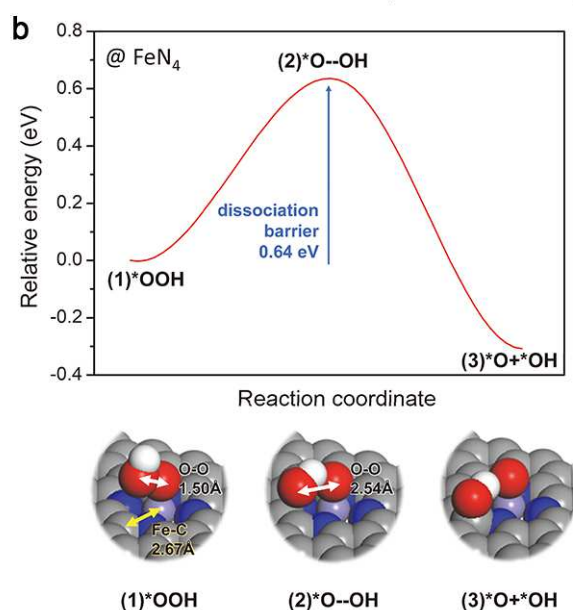 b
@ FeN₄
(2)*O--OH
0.8
0.6
0.4
0.2
0.0
-0.2
-0.4
Relative energy (eV)
dissociation
barrier
0.64 eV
(1)*OOH
(3)*O+*OH
Reaction coordinate
O-O
1.50Å
Fe-C
2.67Å
O-O
2.54Å
(1)*OOH
(2)*O--OH
(3)*O+*OH